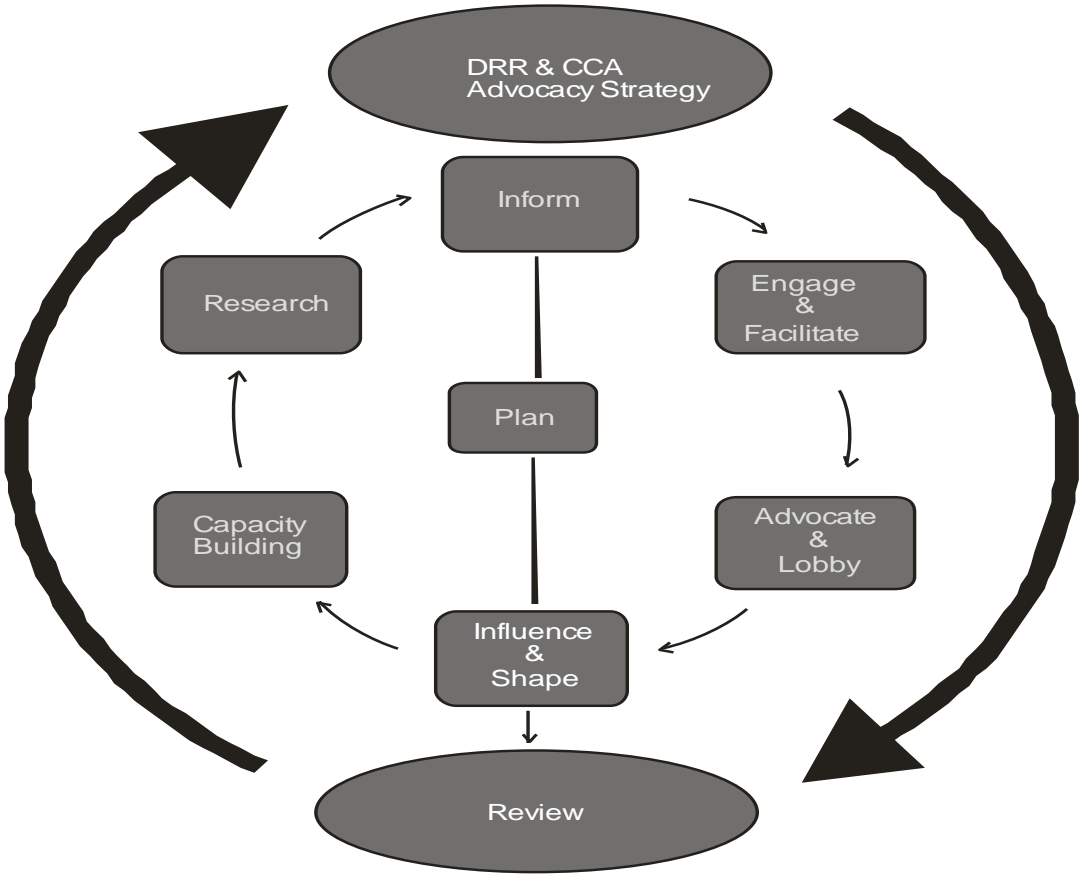 DRR & CCA
Advocacy Strategy
Inform
Research
Engage
&
Facilitate
Plan
Capacity
Building
Advocate
&
Lobby
Influence
&
Shape
Review